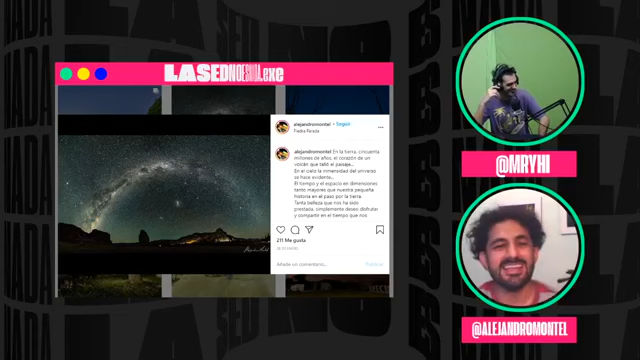 LASEDNOESNADA.exe
alejandromontel • Seguir
Piedra Parada
alejandromontel En la tierra, cincuenta
millones de años, el corazón de un
volcán que talló el paisaje...
En el cielo la inmensidad del universo
se hace evidente...
El tiempo y el espacio en dimensiones
tanto mayores que nuestra pequeña
historia en el paso por la tierra.
Tanta belleza que nos ha sido
prestada, simplemente deseo disfrutar
y compartir en el tiempo que nos
211 Me gusta
Añade un comentario...
Publicar
@MRYHI
@ALEJANDROMONTEL